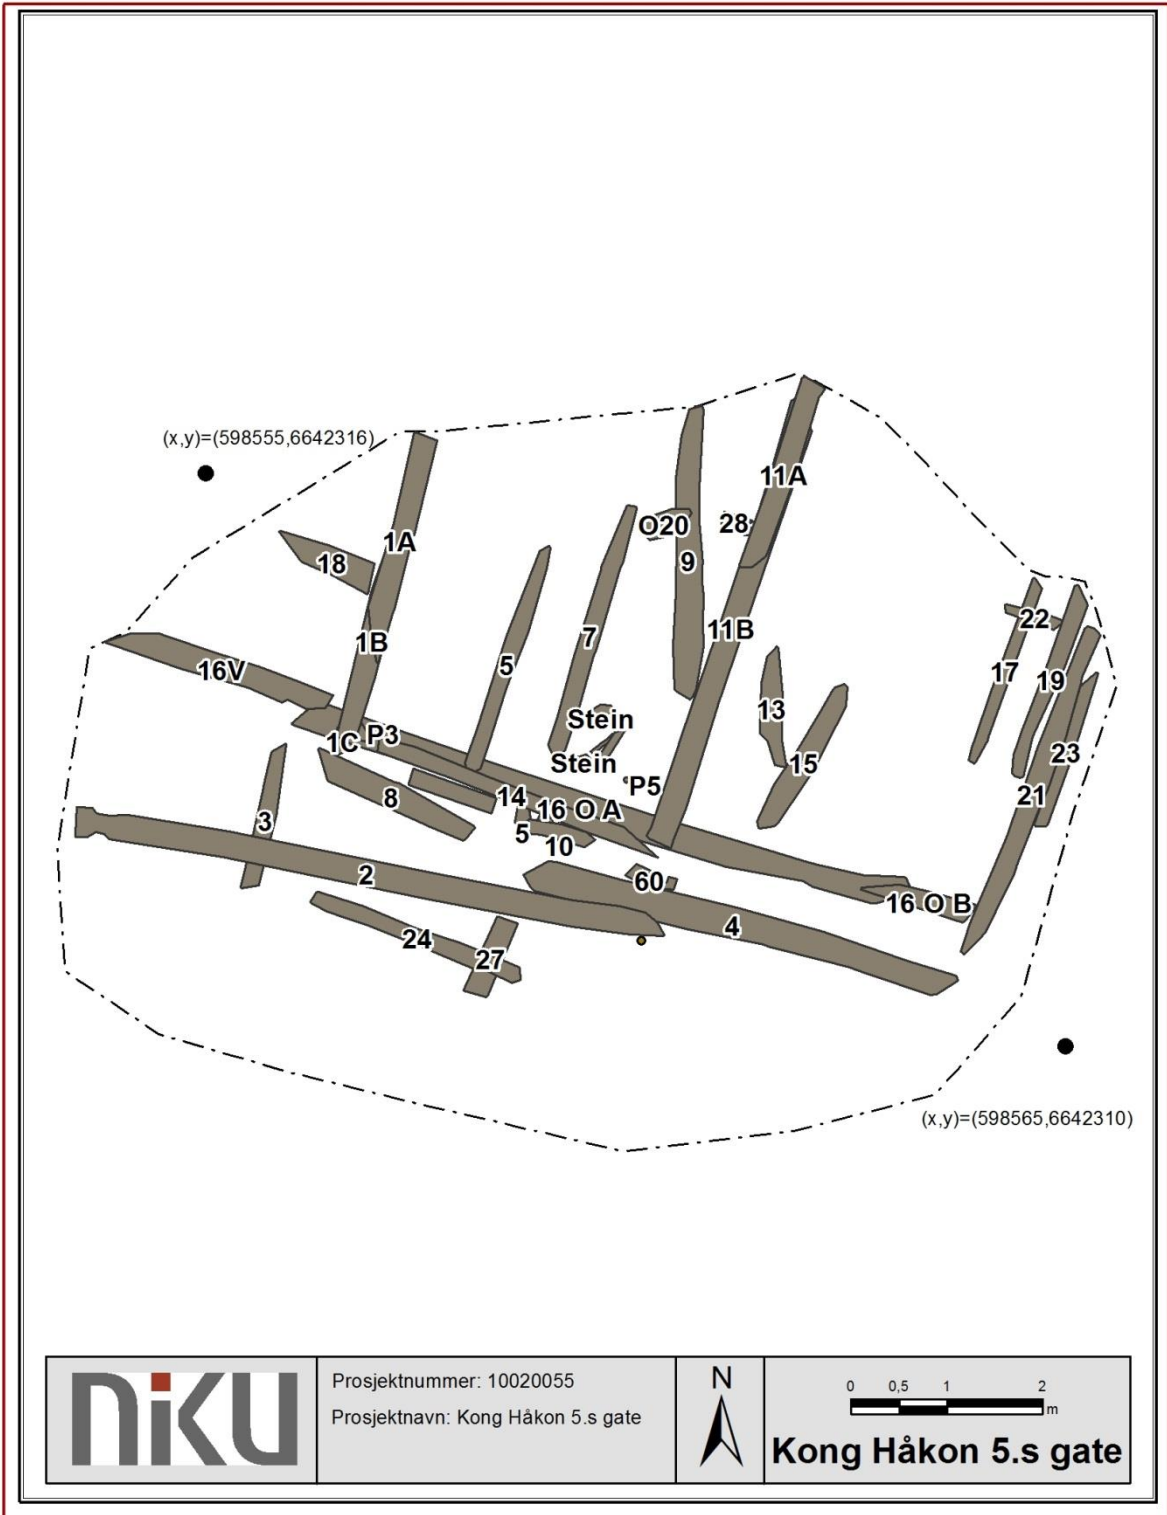 (x,y)=(598555,6642316)
11A
O20
28
1A
9
18
22
11B
7
1B
5
16V
17
19
13
Stein
P3
1C
23
Stein
15
P5
8
14
21
16 O A
3
5
10
2
60
16 O B
4
24
27
(x,y)=(598565,6642310)
NIKU
Prosjektnummer: 10020055
Prosjektnavn: Kong Håkon 5.s gate
N
0 0,5 1 2
m
Kong Håkon 5.s gate